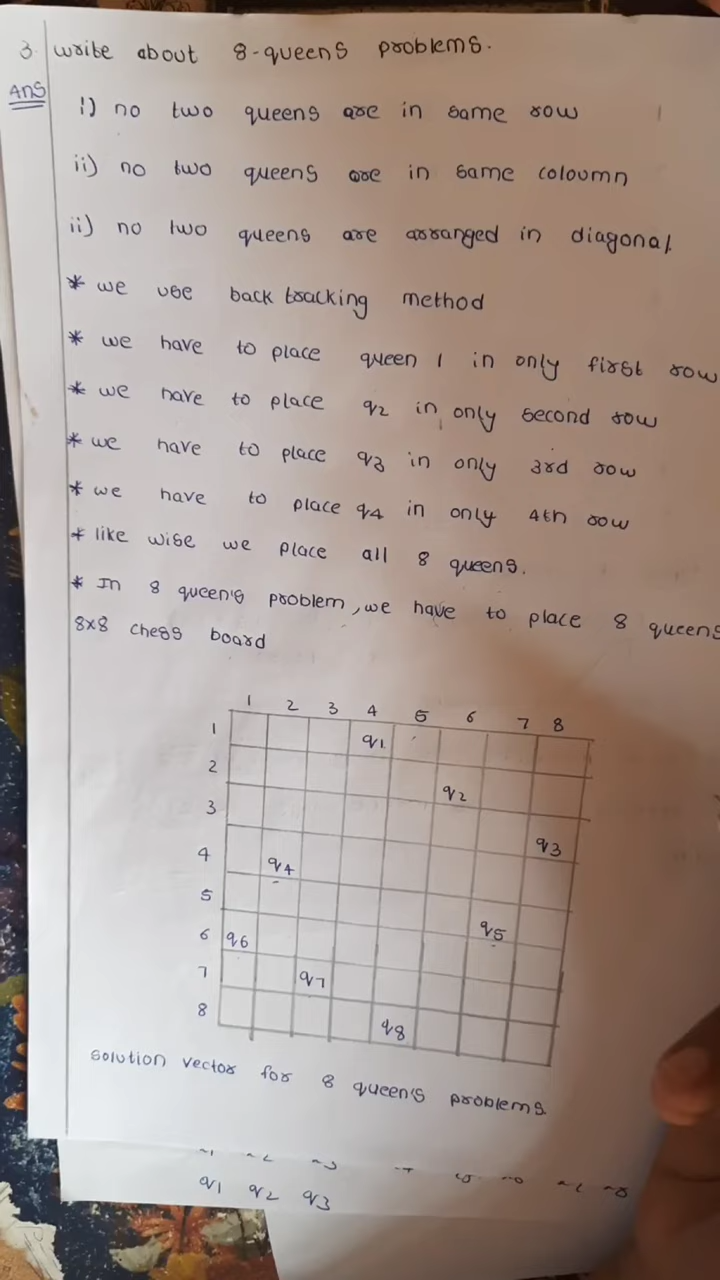 3. write about 8-queens problems.
Ans
i) no two queens are in same row
ii) no two queens are in same coloumn
ii) no two queens are arranged in diagonal.
* we use back tracking method
* we have to place queen 1 in only first row
* we have to place q2 in only second row
* we have to place q3 in only 3rd row
* we have to place q4 in only 4th row
* like wise we place all 8 queens.
* In 8 queen's problem, we have to place 8 queens
8x8 chess board
1 2 3 4 5 6 7 8
1 q1
2 q2
3 q3
4 q4
5 q5
6 q6
7 q7
8 q8
solution vector for 8 queen's problems
q1 q2 q3